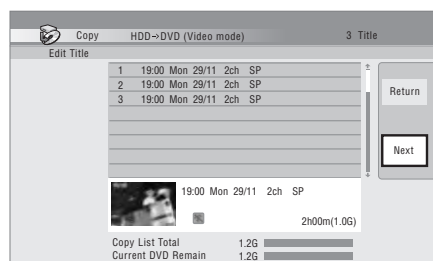 Copy HDD->DVD (Video mode) 3 Title
Edit Title
1 19:00 Mon 29/11 2ch SP
2 19:00 Mon 29/11 2ch SP
3 19:00 Mon 29/11 2ch SP
Return
Next
19:00 Mon 29/11 2ch SP
2h00m(1.0G)
Copy List Total 1.2G
Current DVD Remain 1.2G